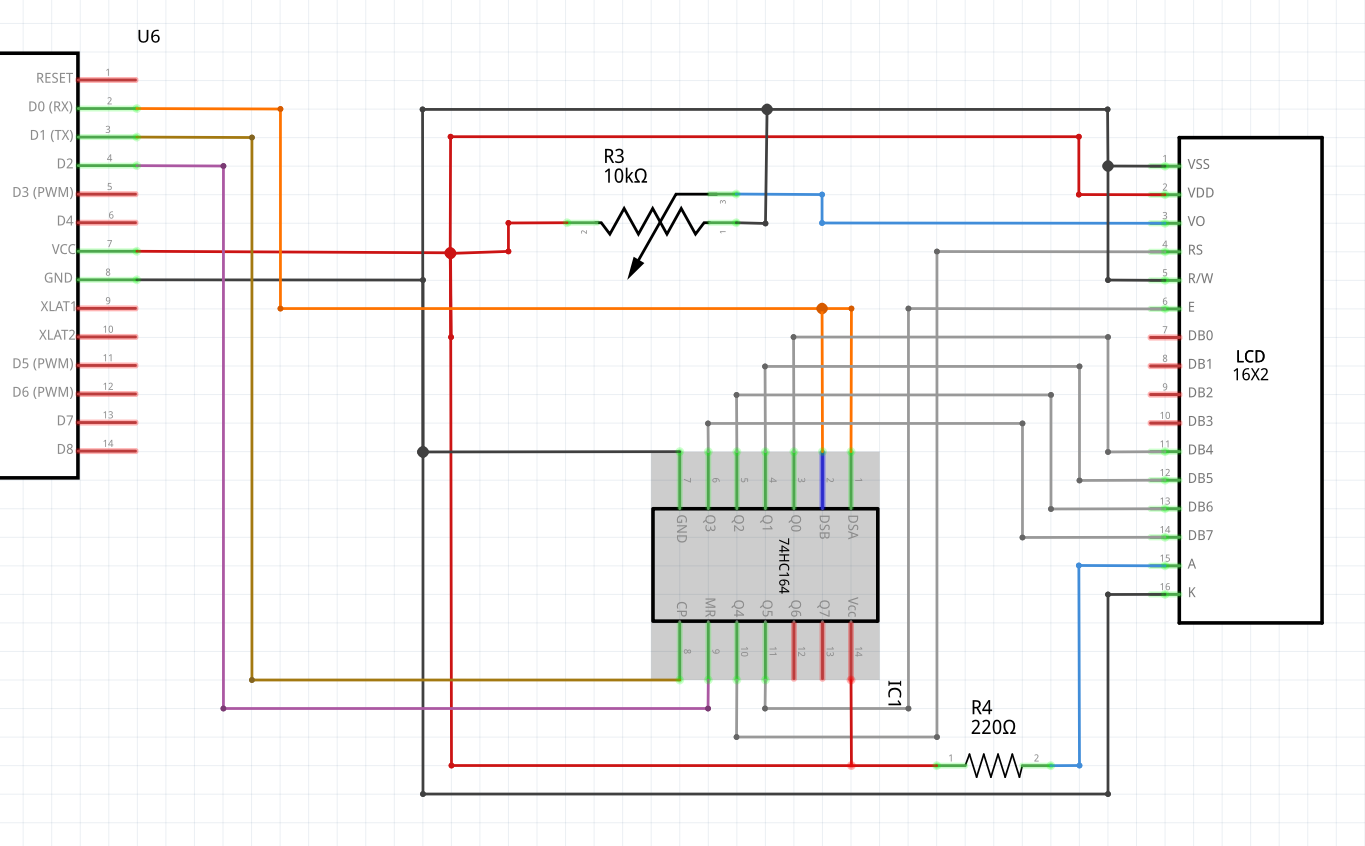 U6
RESET 1
D0 (RX) 2
D1 (TX) 3
D2 4
D3 (PWM) 5
D4 6
VCC 7
GND 8
XLAT1 9
XLAT2 10
D5 (PWM) 11
D6 (PWM) 12
D7 13
D8 14
R3
10kΩ
2
3
1
1 VSS
2 VDD
3 VO
4 RS
5 R/W
6 E
7 DB0
8 DB1
9 DB2
10 DB3
11 DB4
12 DB5
13 DB6
14 DB7
15 A
16 K
LCD
16X2
7 6 5 4 3 2 1
GND Q3 Q2 Q1 Q0 DSB DSA
74HC164
CP MR Q4 Q5 Q6 Q7 Vcc
8 9 10 11 12 13 14
IC1
R4
220Ω
1 2